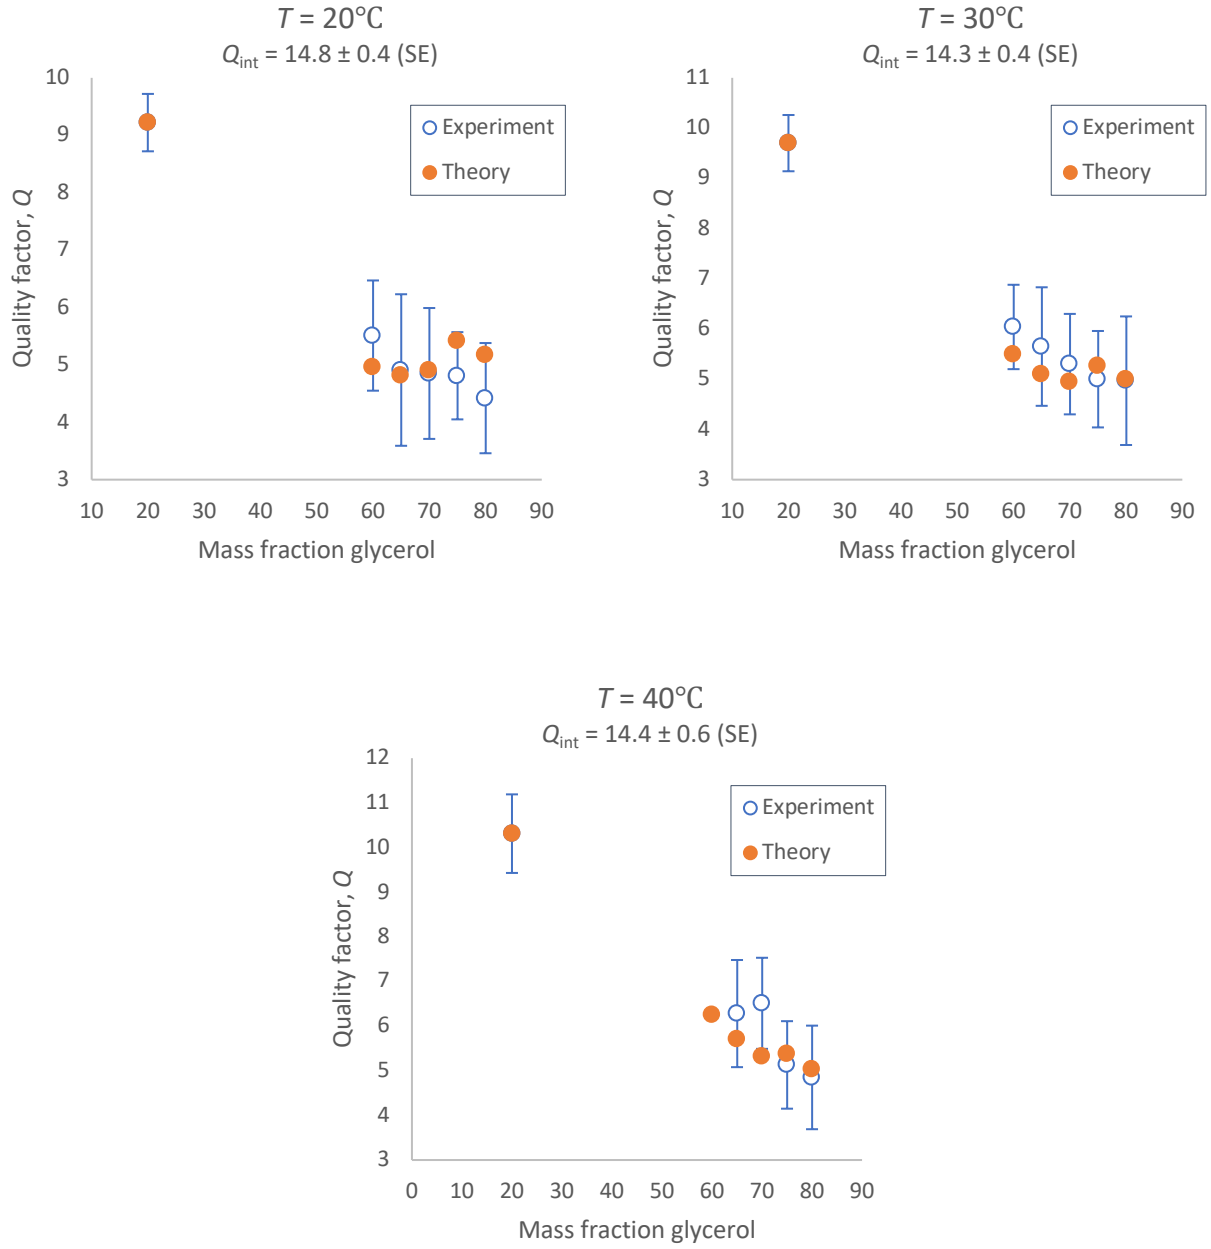 T = 20℃
Q_int = 14.8 ± 0.4 (SE)
10
9
8
7
6
5
4
3
Quality factor, Q
Experiment
Theory
10 20 30 40 50 60 70 80 90
Mass fraction glycerol
T = 30℃
Q_int = 14.3 ± 0.4 (SE)
11
10
9
8
7
6
5
4
3
Quality factor, Q
Experiment
Theory
10 20 30 40 50 60 70 80 90
Mass fraction glycerol
T = 40℃
Q_int = 14.4 ± 0.6 (SE)
12
11
10
9
8
7
6
5
4
3
Quality factor, Q
Experiment
Theory
0 10 20 30 40 50 60 70 80 90
Mass fraction glycerol